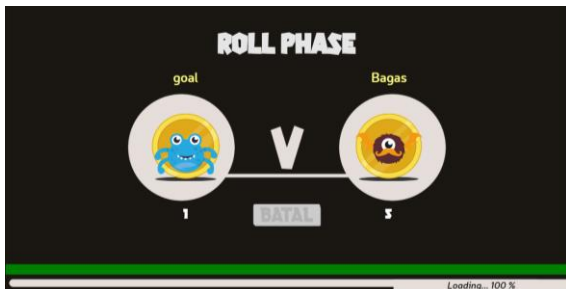 ROLL PHASE
goal
Bagas
V
1
BATAL
5
Loading... 100 %